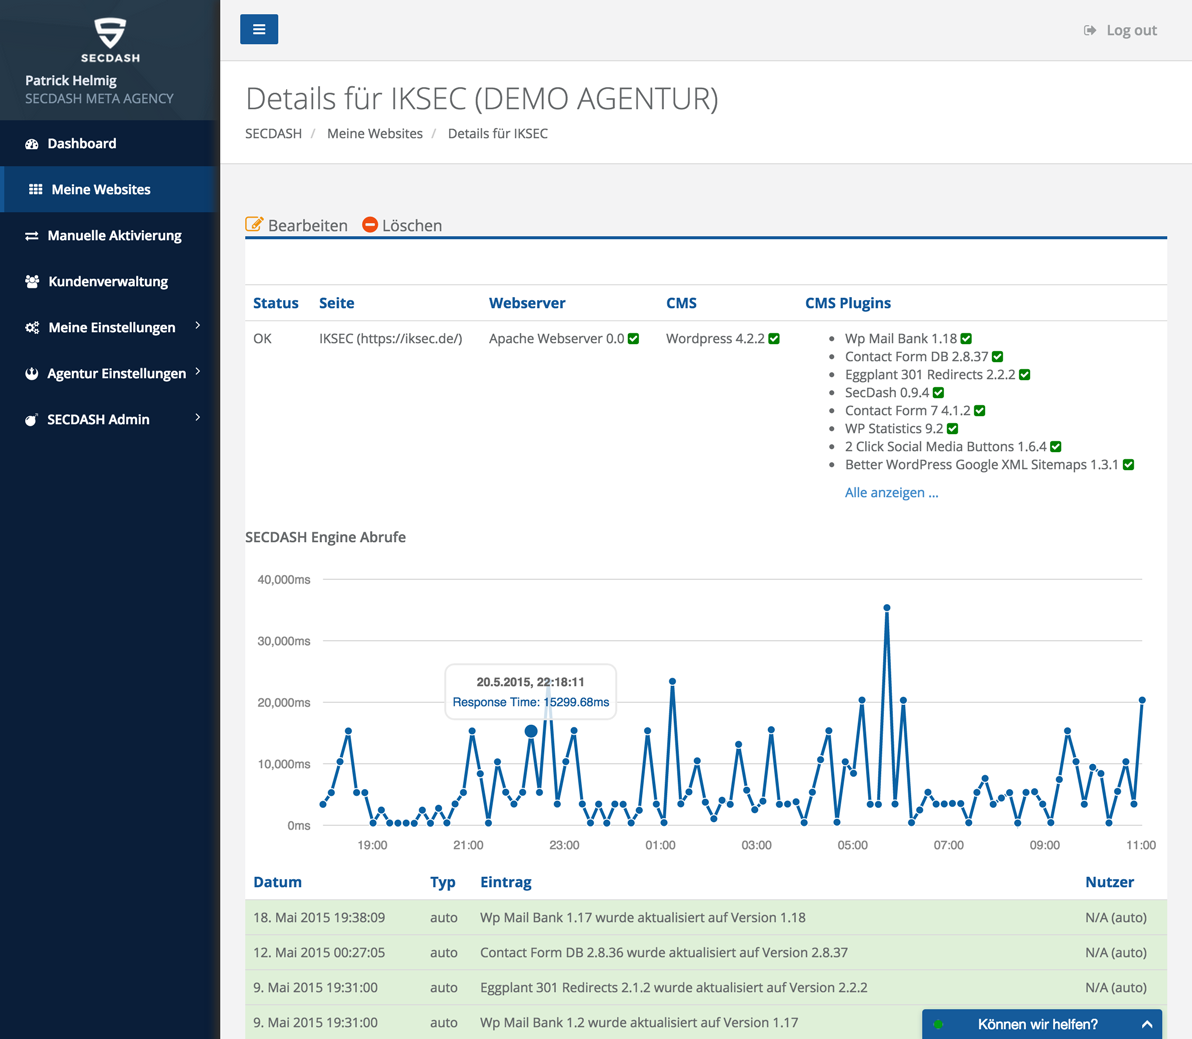 SECDASH
Patrick Helmig
SECDASH META AGENCY
Dashboard
Meine Websites
Manuelle Aktivierung
Kundenverwaltung
Meine Einstellungen
Agentur Einstellungen
SECDASH Admin
Log out
Details für IKSEC (DEMO AGENTUR)
SECDASH / Meine Websites / Details für IKSEC
Bearbeiten Löschen
Status Seite Webserver CMS CMS Plugins
OK IKSEC (https://iksec.de/) Apache Webserver 0.0 Wordpress 4.2.2
Wp Mail Bank 1.18
Contact Form DB 2.8.37
Eggplant 301 Redirects 2.2.2
SecDash 0.9.4
Contact Form 7 4.1.2
WP Statistics 9.2
2 Click Social Media Buttons 1.6.4
Better WordPress Google XML Sitemaps 1.3.1
Alle anzeigen ...
SECDASH Engine Abrufe
40,000ms
30,000ms
20,000ms
10,000ms
0ms
20.5.2015, 22:18:11
Response Time: 15299.68ms
19:00 21:00 23:00 01:00 03:00 05:00 07:00 09:00 11:00
Datum Typ Eintrag Nutzer
18. Mai 2015 19:38:09 auto Wp Mail Bank 1.17 wurde aktualisiert auf Version 1.18 N/A (auto)
12. Mai 2015 00:27:05 auto Contact Form DB 2.8.36 wurde aktualisiert auf Version 2.8.37 N/A (auto)
9. Mai 2015 19:31:00 auto Eggplant 301 Redirects 2.1.2 wurde aktualisiert auf Version 2.2.2 N/A (auto)
9. Mai 2015 19:31:00 auto Wp Mail Bank 1.2 wurde aktualisiert auf Version 1.17
Können wir helfen?